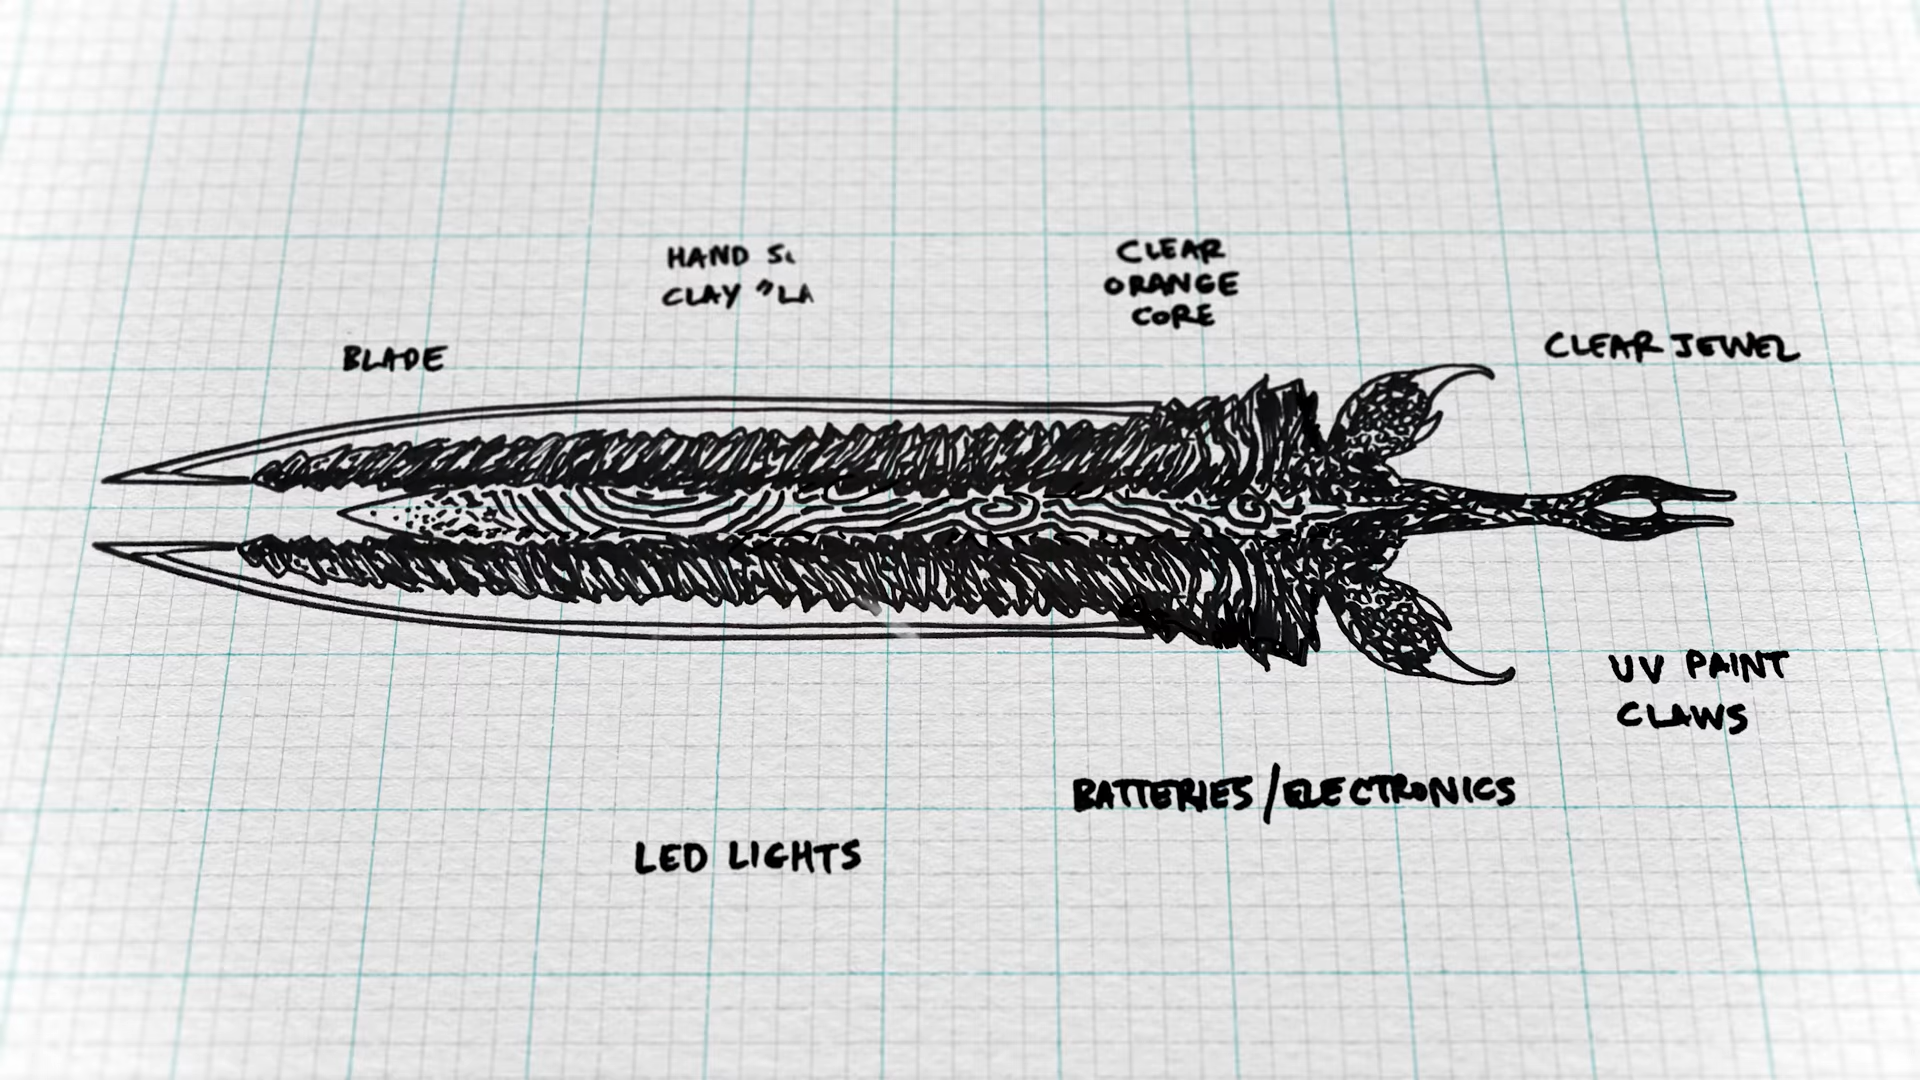 HAND
CLAY
CLEAR
ORANGE
CORE
CLEAR JEWEL
BLADE
UV PAINT
CLAWS
BATTERIES/ELECTRONICS
LED LIGHTS